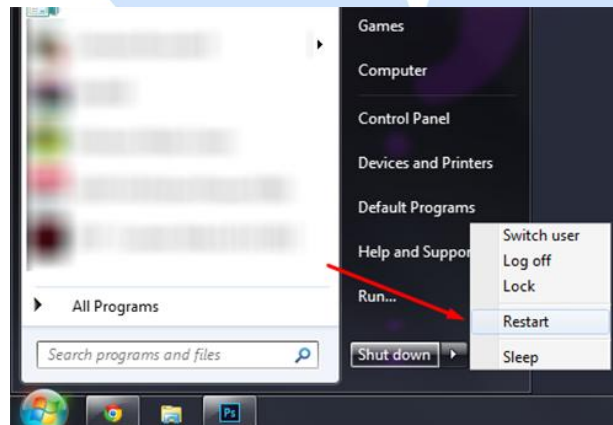 Games
Computer
Control Panel
Devices and Printers
Default Programs
Help and Suppor
Run...
All Programs
Search programs and files
Shut down
Switch user
Log off
Lock
Restart
Sleep
Ps